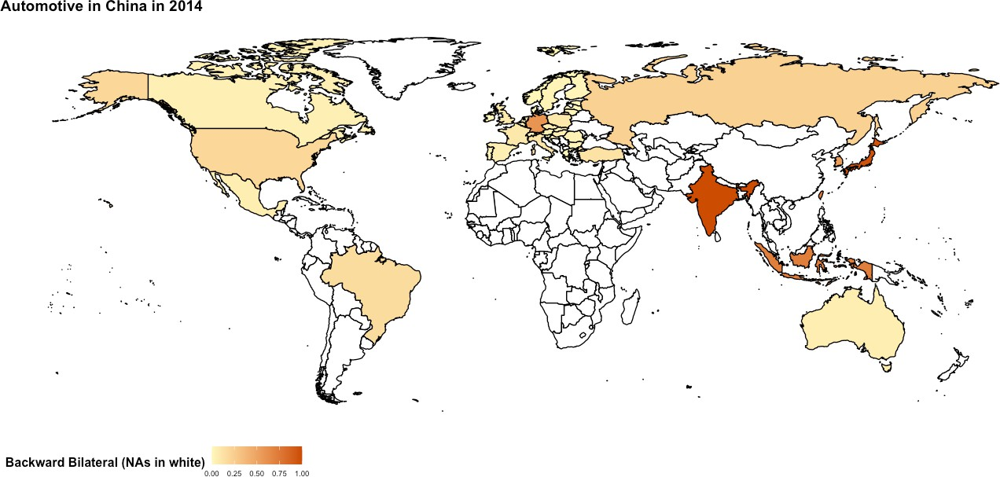 Automotive in China in 2014
Backward Bilateral (NAs in white)
0.00 0.25 0.50 0.75 1.00